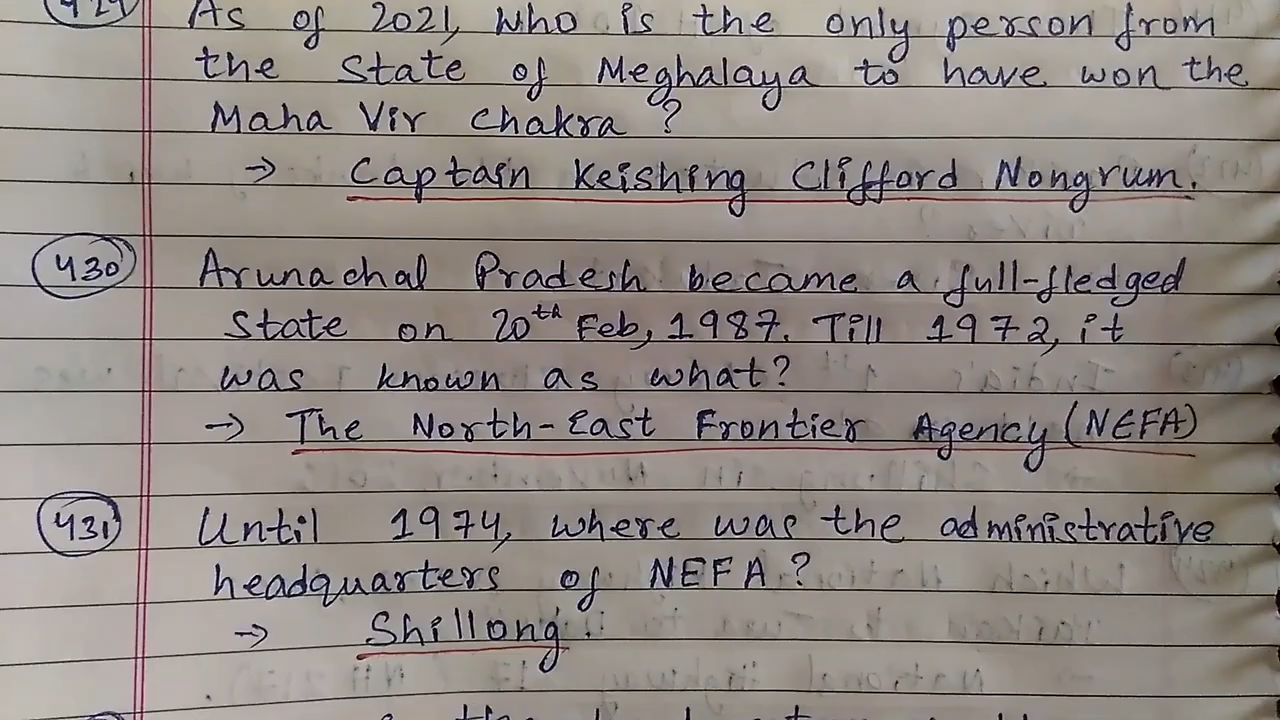 429 As of 2021, who is the only person from
the State of Meghalaya to have won the
Maha Vir Chakra ?
→ Captain Keishing Clifford Nongrum.
430 Arunachal Pradesh became a full-fledged
State on 20th Feb, 1987. Till 1972, it
was known as what?
→ The North-East Frontier Agency (NEFA)
431 Until 1974, where was the administrative
headquarters of NEFA ?
→ Shillong